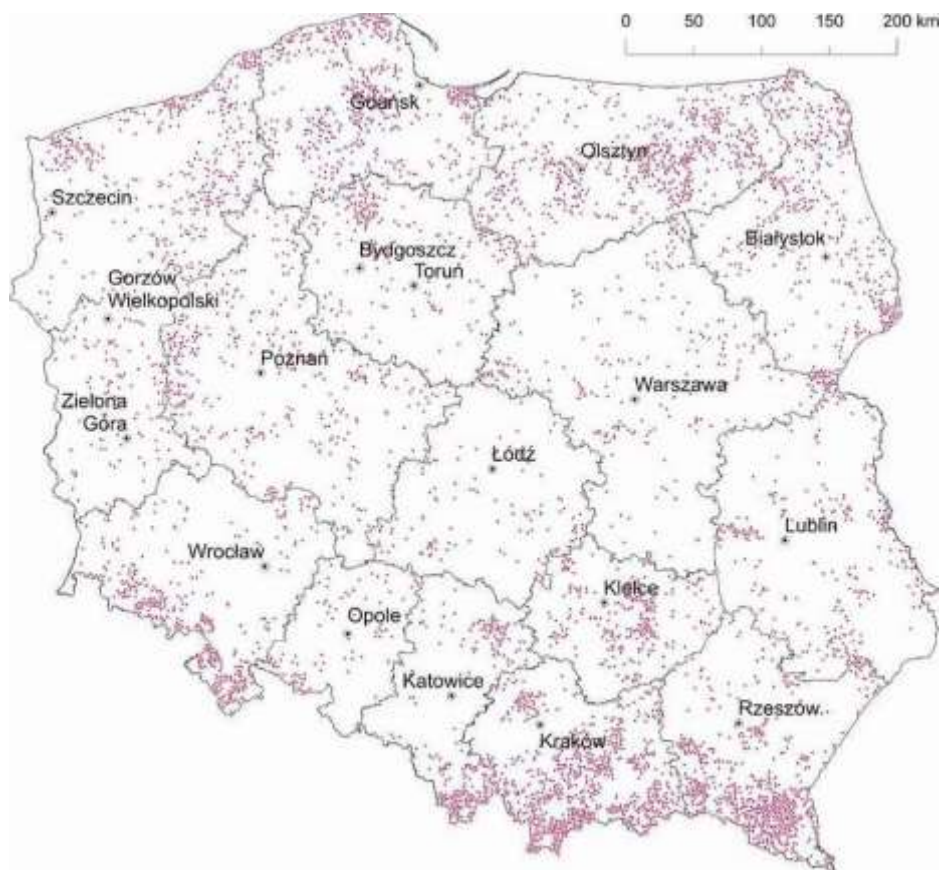 0 50 100 150 200 km
Gdańsk
Olsztyn
Szczecin
Białystok
Bydgoszcz
Toruń
Gorzów
Wielkopolski
Poznań
Warszawa
Zielona
Góra
Łódź
Lublin
Wrocław
Kielce
Opole
Katowice
Rzeszów
Kraków